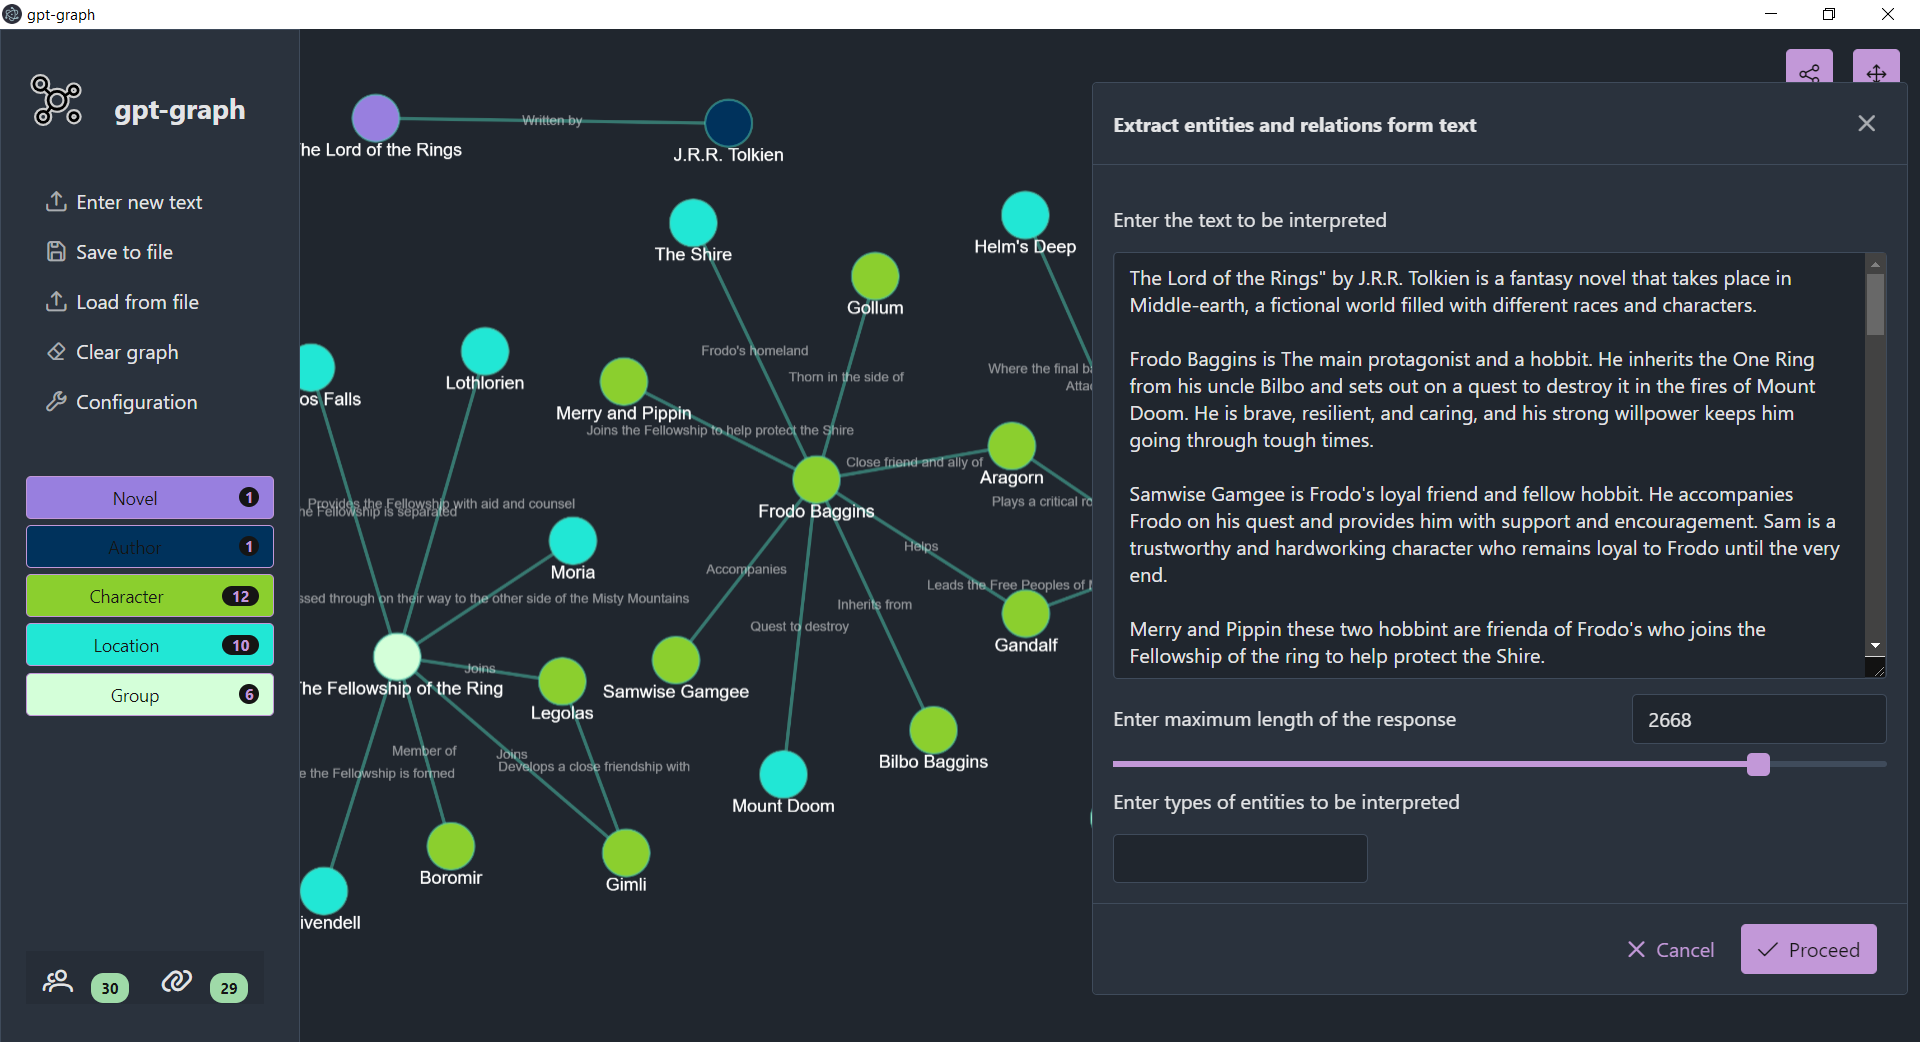 gpt-graph
gpt-graph
Enter new text
Save to file
Load from file
Clear graph
Configuration
Novel 1
Author 1
Character 12
Location 10
Group 6
30 29
Written by
he Lord of the Rings
J.R.R. Tolkien
The Shire
Helm's Deep
Gollum
Frodo's homeland
Thorn in the side of
Where the final ba
Atta
Lothlorien
os Falls
Merry and Pippin
Joins the Fellowship to help protect the Shire
Close friend and ally of
Aragorn
Plays a critical ro
Provides the Fellowship with aid and counsel
he Fellowship is separated
Frodo Baggins
Helps
Moria
Accompanies
Leads the Free Peoples of M
ssed through on their way to the other side of the Misty Mountains
Inherits from
Quest to destroy
Gandalf
Joins
he Fellowship of the Ring
Legolas
Samwise Gamgee
Member of
Joins
Develops a close friendship with
e the Fellowship is formed
Bilbo Baggins
Mount Doom
Boromir
Gimli
ivendell
Extract entities and relations form text
Enter the text to be interpreted
The Lord of the Rings" by J.R.R. Tolkien is a fantasy novel that takes place in
Middle-earth, a fictional world filled with different races and characters.
Frodo Baggins is The main protagonist and a hobbit. He inherits the One Ring
from his uncle Bilbo and sets out on a quest to destroy it in the fires of Mount
Doom. He is brave, resilient, and caring, and his strong willpower keeps him
going through tough times.
Samwise Gamgee is Frodo's loyal friend and fellow hobbit. He accompanies
Frodo on his quest and provides him with support and encouragement. Sam is a
trustworthy and hardworking character who remains loyal to Frodo until the very
end.
Merry and Pippin these two hobbint are frienda of Frodo's who joins the
Fellowship of the ring to help protect the Shire.
Enter maximum length of the response
2668
Enter types of entities to be interpreted
Cancel
Proceed